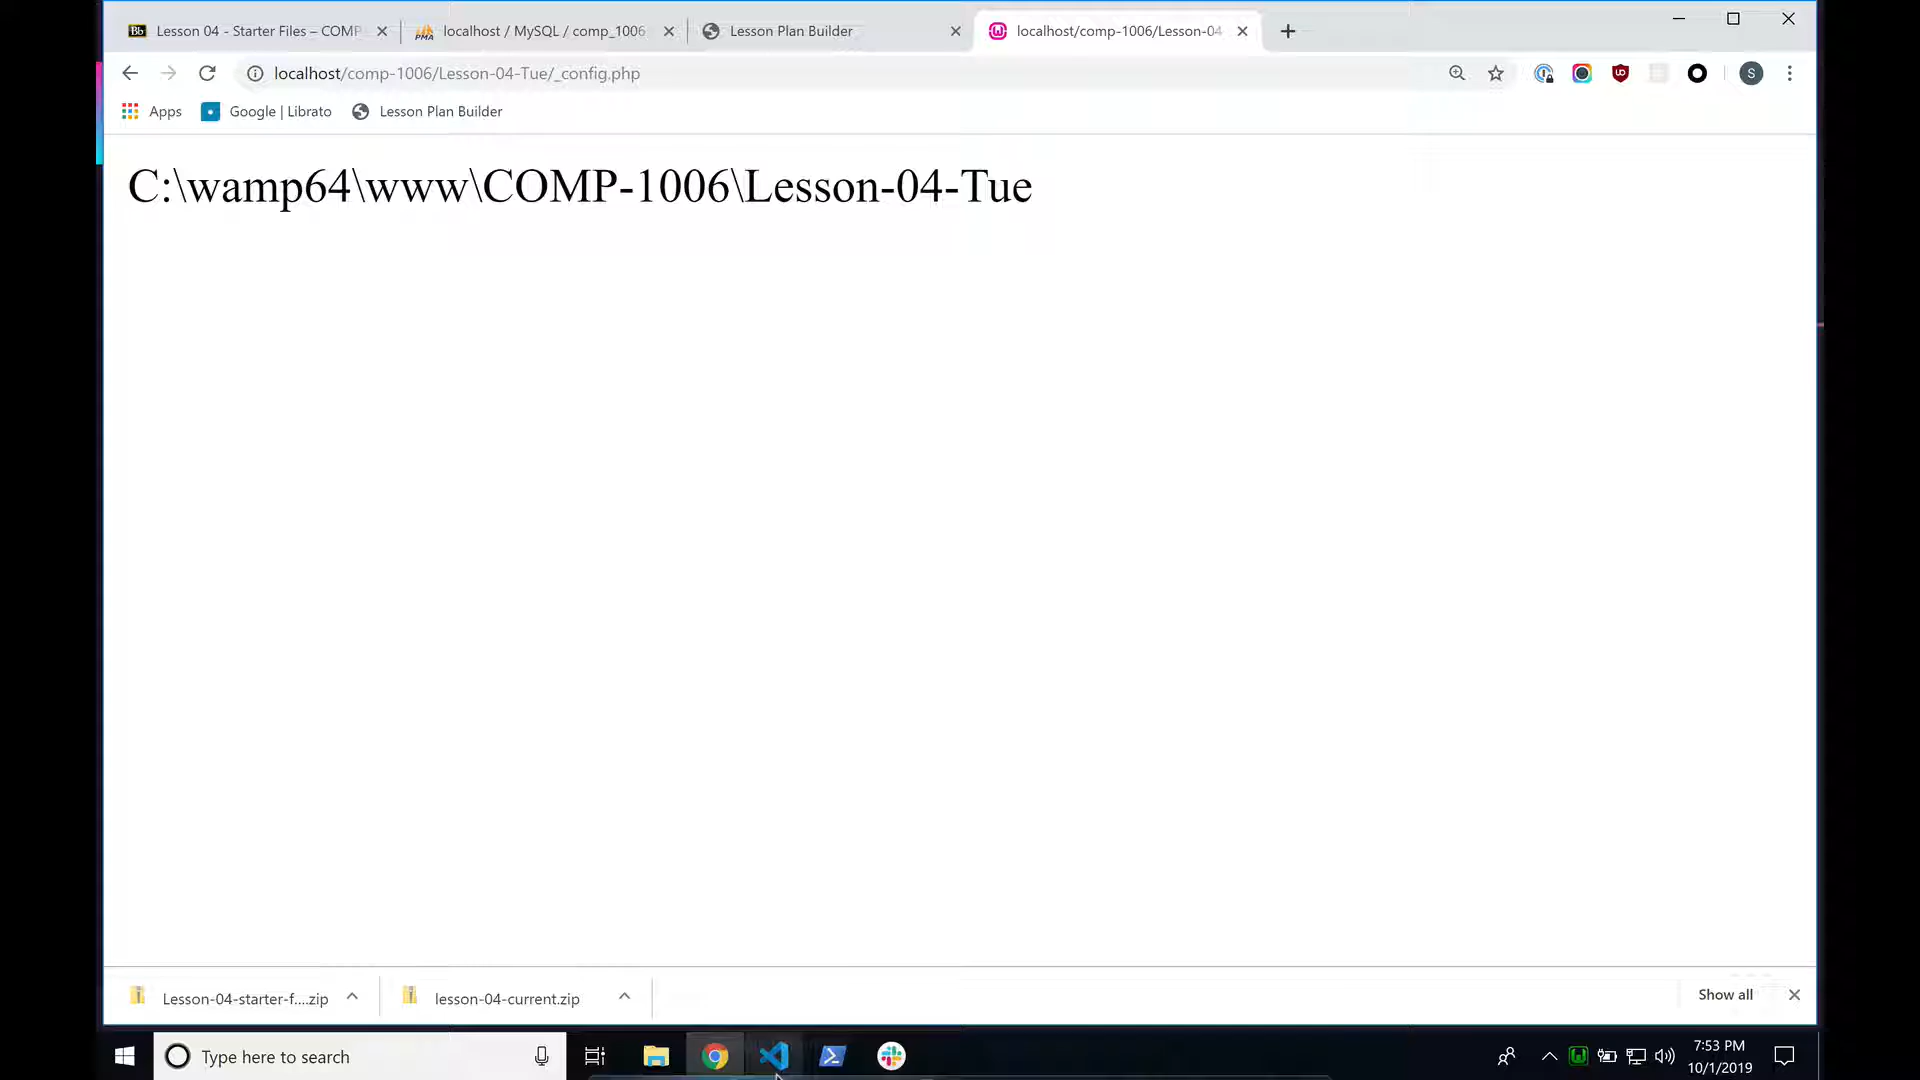 Lesson 04 - Starter Files – COMP
localhost / MySQL / comp_1006
Lesson Plan Builder
localhost/comp-1006/Lesson-04
localhost/comp-1006/Lesson-04-Tue/_config.php
S
Apps
Google | Librato
Lesson Plan Builder
C:\wamp64\www\COMP-1006\Lesson-04-Tue
Lesson-04-starter-f....zip
lesson-04-current.zip
Show all
Type here to search
7:53 PM
10/1/2019